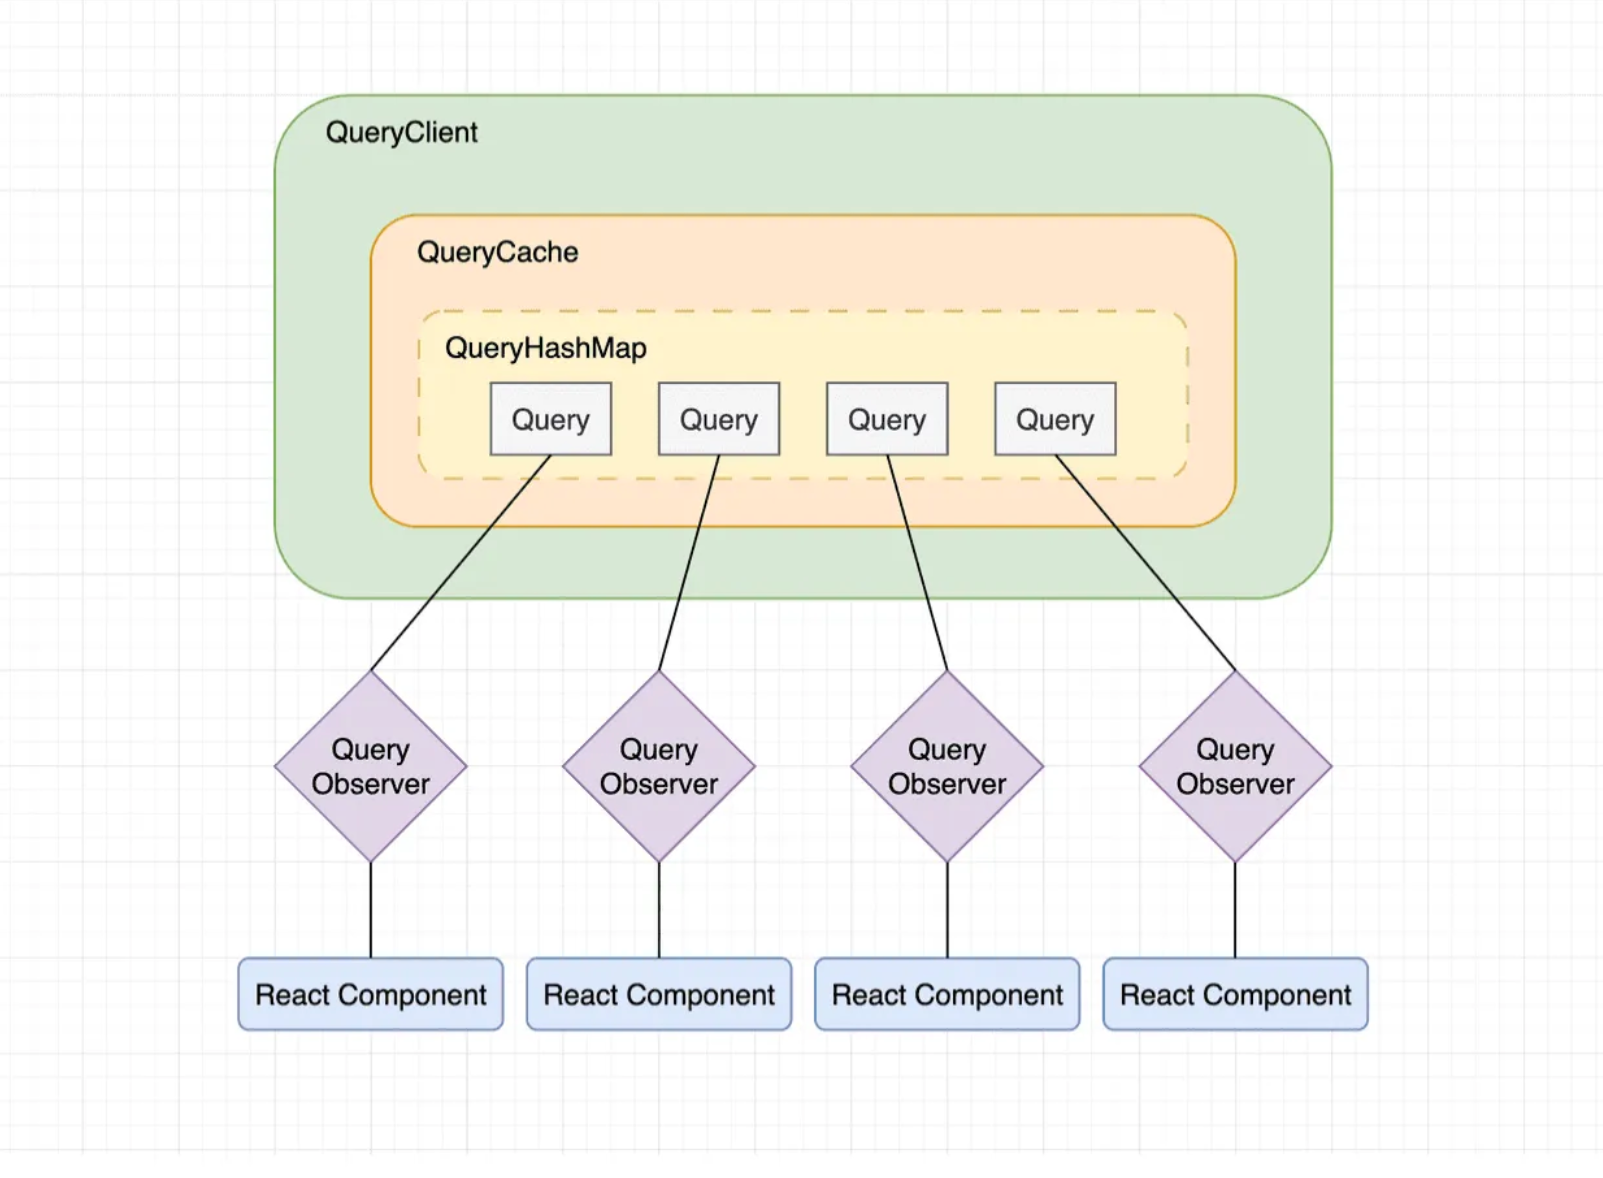 QueryClient
QueryCache
QueryHashMap
Query
Query
Query
Query
Query
Observer
Query
Observer
Query
Observer
Query
Observer
React Component
React Component
React Component
React Component